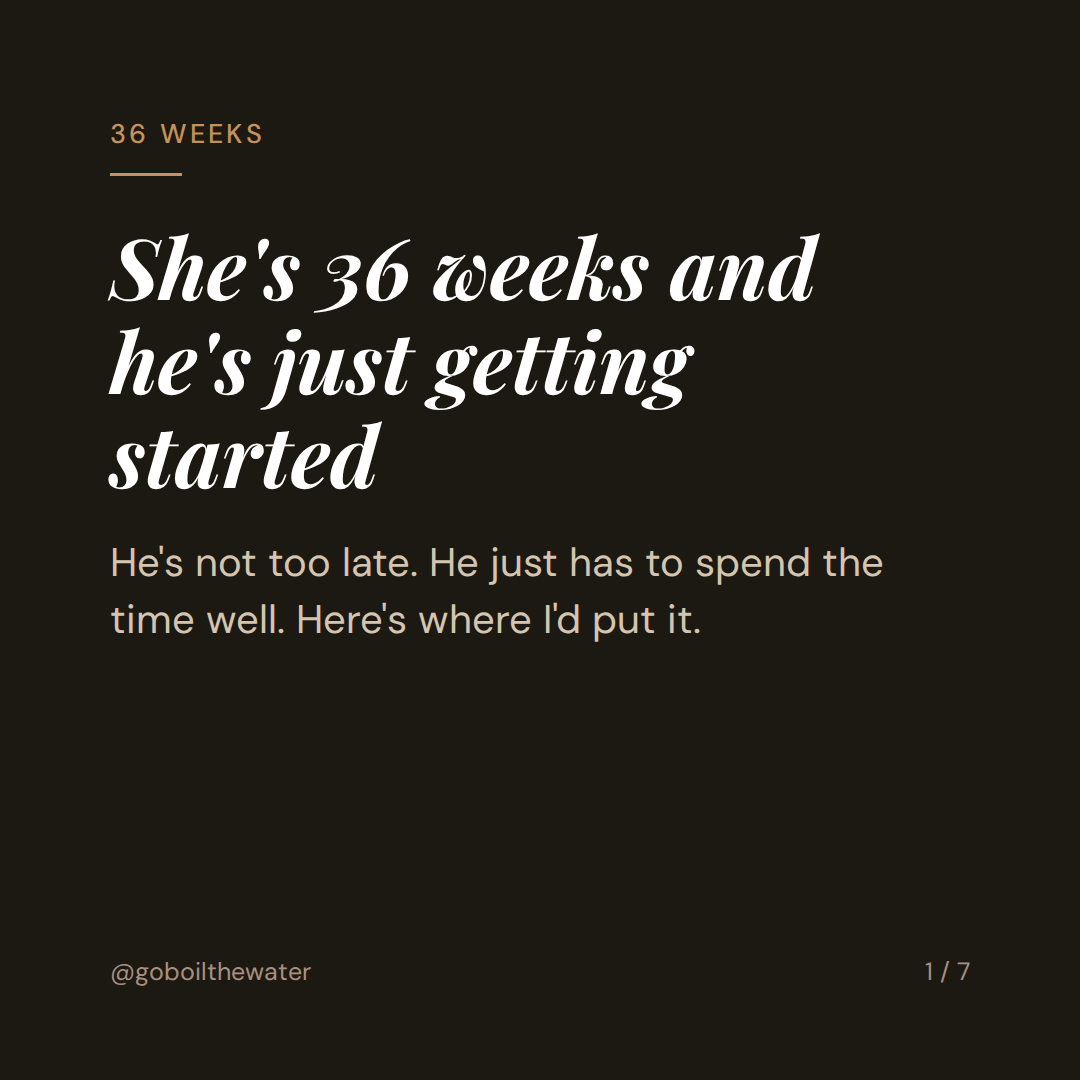 36 WEEKS
She's 36 weeks and
he's just getting
started
He's not too late. He just has to spend the
time well. Here's where I'd put it.
@goboilthewater
1 / 7